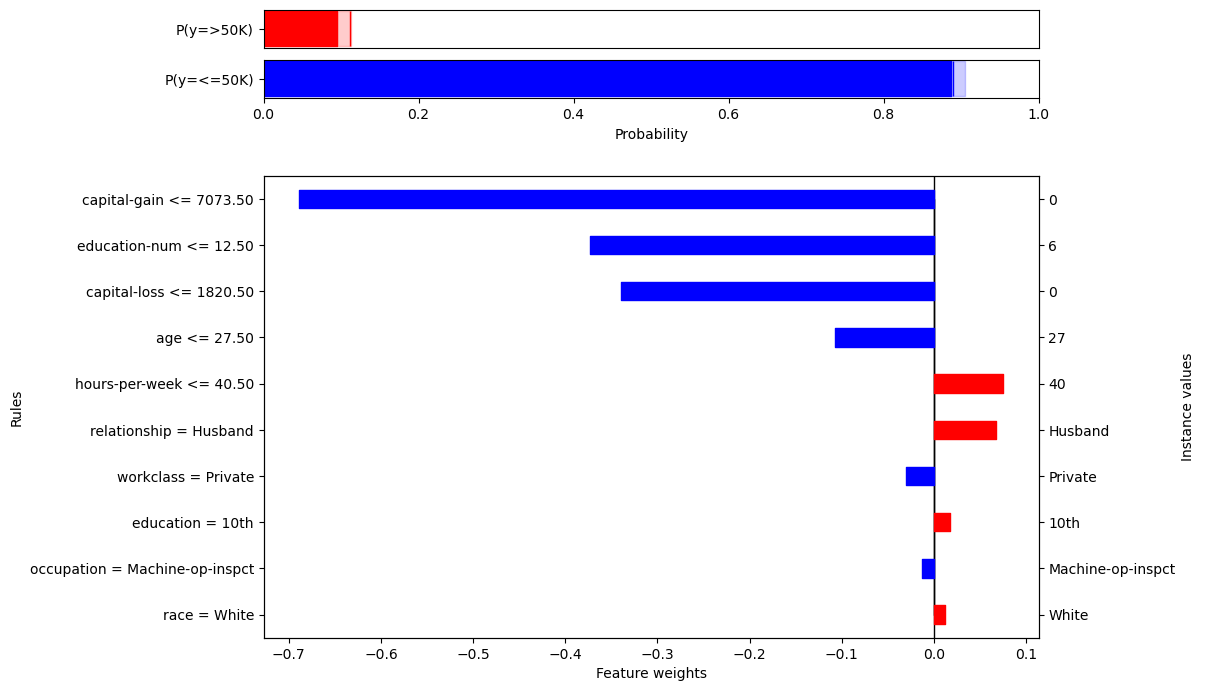 P(y=>50K)
P(y=<=50K)
0.0 0.2 0.4 0.6 0.8 1.0
Probability
capital-gain <= 7073.50 0
education-num <= 12.50 6
capital-loss <= 1820.50 0
age <= 27.50 27
hours-per-week <= 40.50 40
relationship = Husband Husband
workclass = Private Private
education = 10th 10th
occupation = Machine-op-inspct Machine-op-inspct
race = White White
Rules
Instance values
−0.7 −0.6 −0.5 −0.4 −0.3 −0.2 −0.1 0.0 0.1
Feature weights